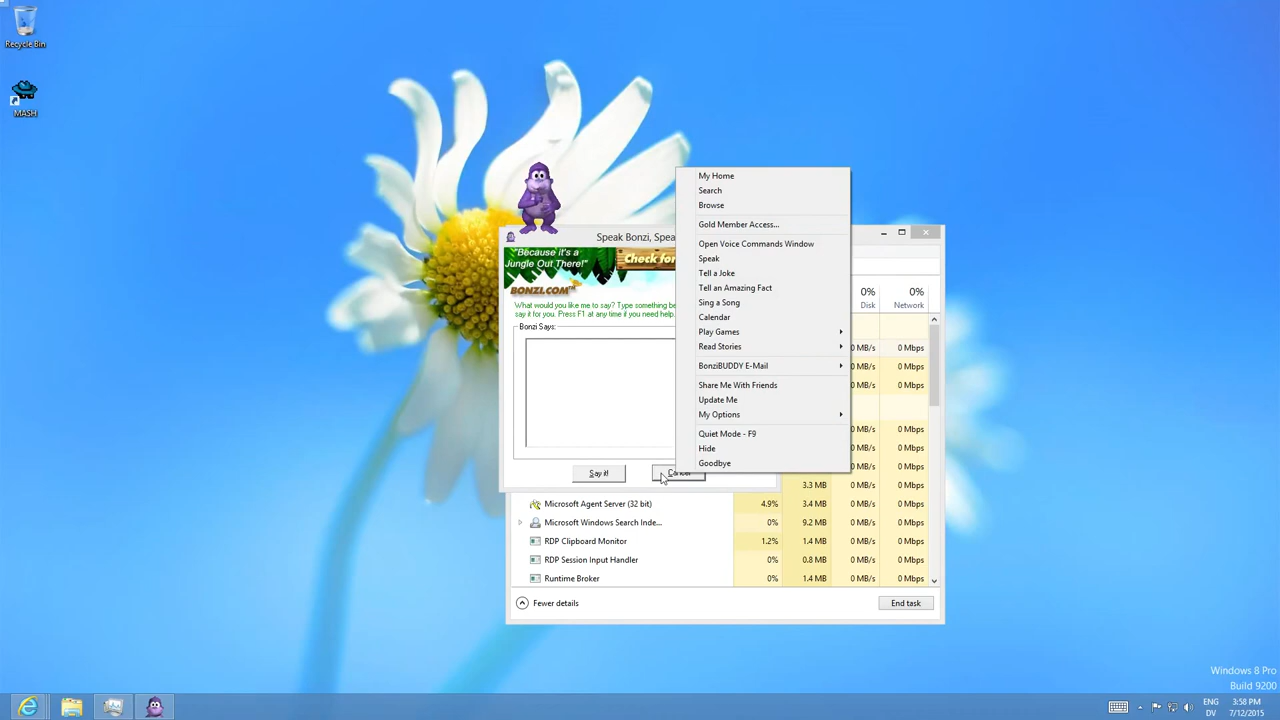 Recycle Bin
MASH
Speak Bonzi, Spea
"Because it's a
Jungle Out There!"
Check for
BONZI.COM™
What would you like me to say? Type something be
say it for you. Press F1 at any time if you need help.
Bonzi Says:
Say it!
Cancel
My Home
Search
Browse
Gold Member Access...
Open Voice Commands Window
Speak
Tell a Joke
Tell an Amazing Fact
Sing a Song
Calendar
Play Games
Read Stories
BonziBUDDY E-Mail
Share Me With Friends
Update Me
My Options
Quiet Mode - F9
Hide
Goodbye
0% 0%
Disk Network
0 MB/s 0 Mbps
0 MB/s 0 Mbps
0 MB/s 0 Mbps
0 MB/s 0 Mbps
0 MB/s 0 Mbps
3.3 MB 0 MB/s 0 Mbps
Microsoft Agent Server (32 bit) 4.9% 3.4 MB 0 MB/s 0 Mbps
Microsoft Windows Search Inde... 0% 9.2 MB 0 MB/s 0 Mbps
RDP Clipboard Monitor 1.2% 1.4 MB 0 MB/s 0 Mbps
RDP Session Input Handler 0% 0.8 MB 0 MB/s 0 Mbps
Runtime Broker 0% 1.4 MB 0 MB/s 0 Mbps
Fewer details
End task
Windows 8 Pro
Build 9200
ENG 3:58 PM
DV 7/12/2015